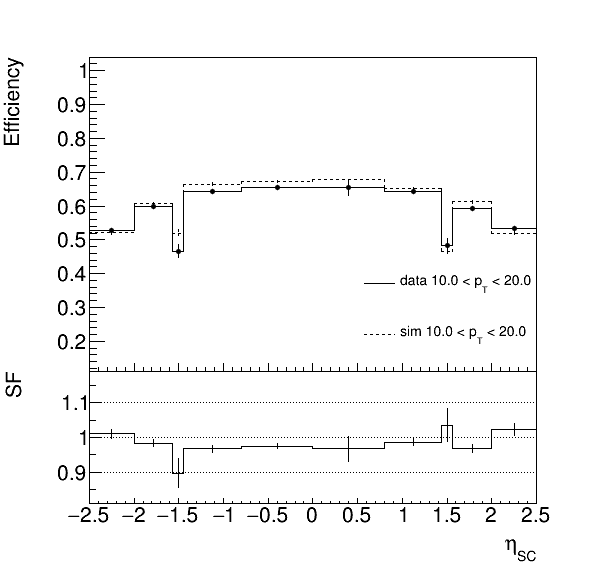 Efficiency
1
0.9
0.8
0.7
0.6
0.5
0.4
0.3
0.2
data 10.0 < p_T < 20.0
sim 10.0 < p_T < 20.0
SF
1.1
1
0.9
−2.5 −2 −1.5 −1 −0.5 0 0.5 1 1.5 2 2.5
η_SC